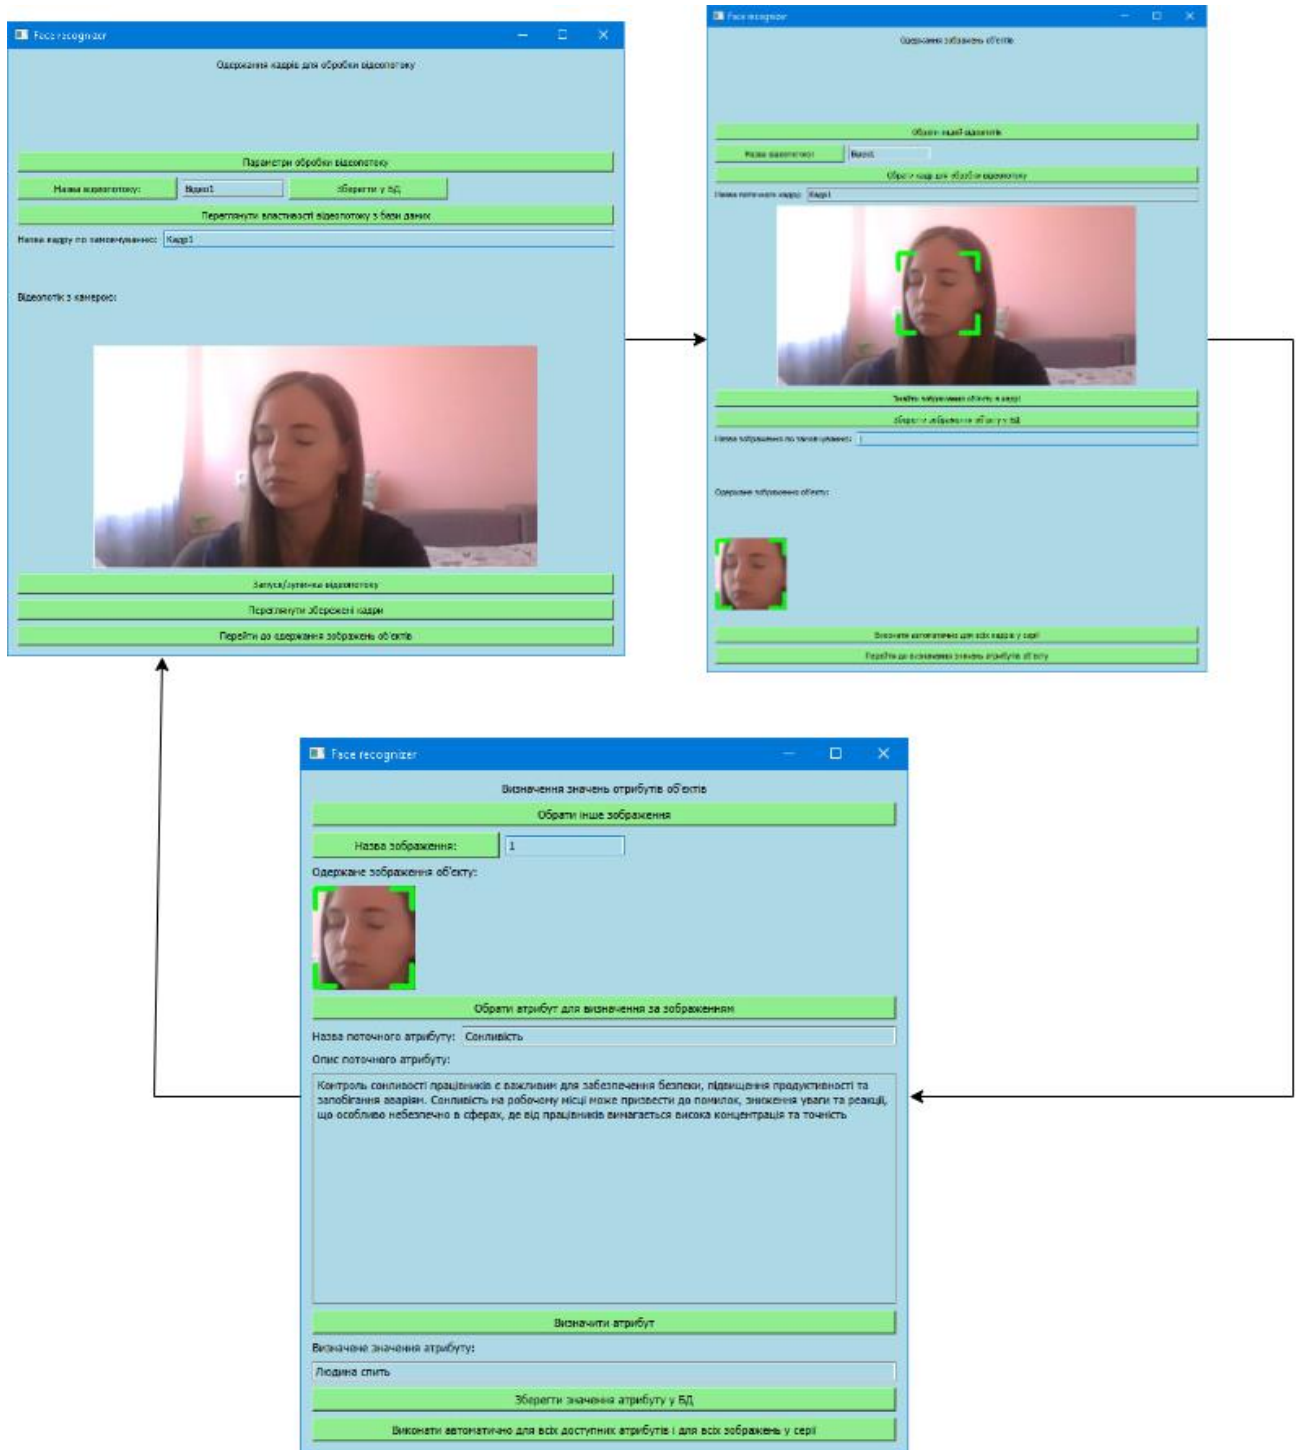 Face recognizer
Одержання кадрів для обробки відеопотоку
Параметри обробки відеопотоку
Назва відеопотоку: Відео1 Зберегти у БД
Переглянути властивості відеопотоку з бази даних
Назва кадру по замовчуванню: Кадр1
Відеопотік з камерою:
Запуск/зупинка відеопотоку
Переглянути збережені кадри
Перейти до одержання зображень об'єктів
Face recognizer
Одержання зображень об'єктів
Обрати інший відеопотік
Назва відеопотоку: Відео1
Обрати кадр для обробки відеопотоку
Назва поточного кадру: Кадр1
Знайти зображення об'єкту в кадрі
Зберегти зображення об'єкту у БД
Назва зображення по замовчуванню:
Одержане зображення об'єкту:
Виконати автоматично для всіх кадрів у серії
Перейти до визначення значень атрибутів об'єкту
Face recognizer
Визначення значень атрибутів об'єктів
Обрати інше зображення
Назва зображення: 1
Одержане зображення об'єкту:
Обрати атрибут для визначення за зображенням
Назва поточного атрибуту: Сонливість
Опис поточного атрибуту:
Контроль сонливості працівників є важливим для забезпечення безпеки, підвищення продуктивності та
запобігання аваріям. Сонливість на робочому місці може призвести до помилок, зниження уваги та реакції,
що особливо небезпечно в сферах, де від працівників вимагається висока концентрація та точність
Визначити атрибут
Визначене значення атрибуту:
Людина спить
Зберегти значення атрибуту у БД
Виконати автоматично для всіх доступних атрибутів і для всіх зображень у серії